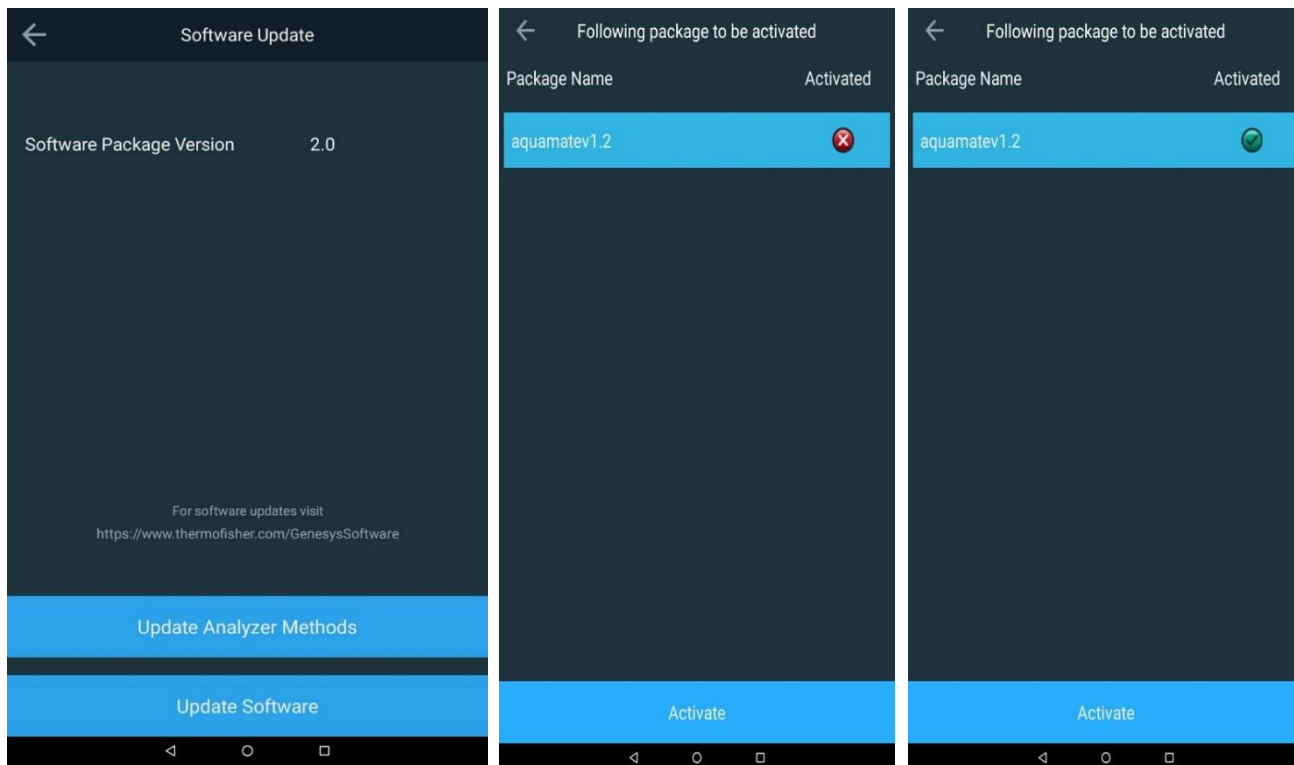 Software Update
Software Package Version 2.0
For software updates visit
https://www.thermofisher.com/GenesysSoftware
Update Analyzer Methods
Update Software
Following package to be activated
Package Name Activated
aquamatev1.2
Activate
Following package to be activated
Package Name Activated
aquamatev1.2
Activate